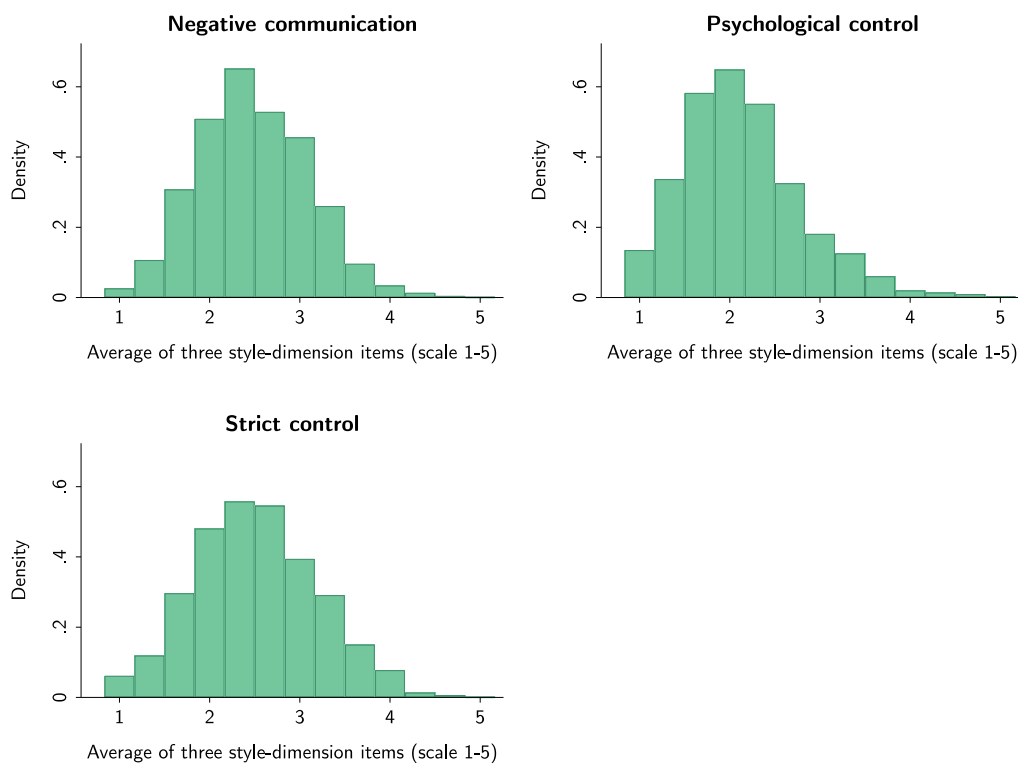 Negative communication
Density
0 .2 .4 .6
1 2 3 4 5
Average of three style-dimension items (scale 1-5)
Psychological control
Density
0 .2 .4 .6
1 2 3 4 5
Average of three style-dimension items (scale 1-5)
Strict control
Density
0 .2 .4 .6
1 2 3 4 5
Average of three style-dimension items (scale 1-5)